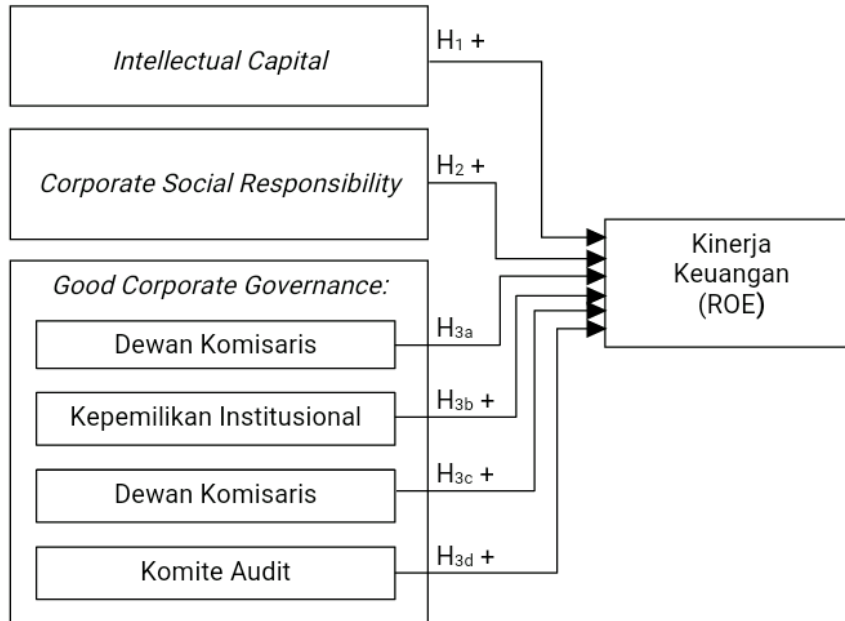 Intellectual Capital
H₁ +
Corporate Social Responsibility
H₂ +
Good Corporate Governance:
Dewan Komisaris
H₃ₐ
Kepemilikan Institusional
H₃b +
Dewan Komisaris
H₃c +
Komite Audit
H₃d +
Kinerja
Keuangan
(ROE)